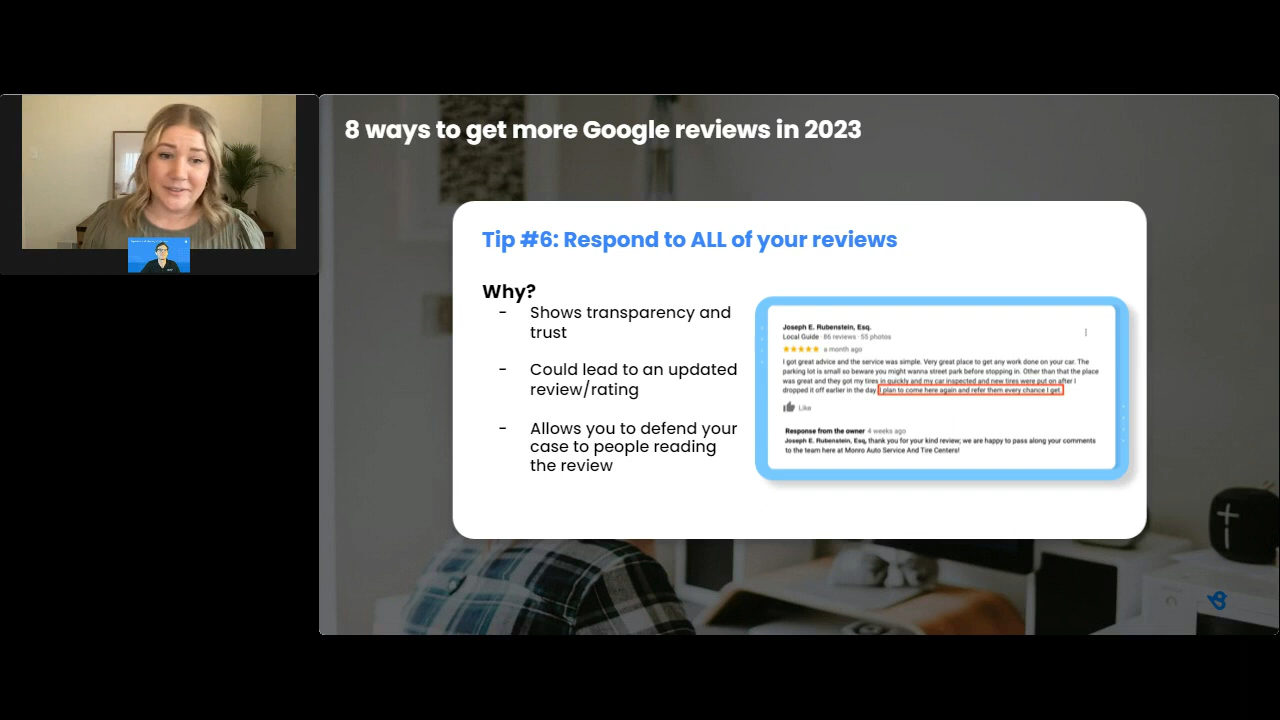 8 ways to get more Google reviews in 2023
Tip #6: Respond to ALL of your reviews
Why?
- Shows transparency and
trust
- Could lead to an updated
review/rating
- Allows you to defend your
case to people reading
the review
Joseph E. Rubenstein, Esq.
Local Guide · 86 reviews · 55 photos
a month ago
I got great advice and the service was simple. Very great place to get any work done on your car. The
parking lot is small so beware you might wanna street park before stopping in. Other than that the place
was great and they got my tires in quickly and my car inspected and new tires were put on after I
dropped it off earlier in the day. I plan to come here again and refer them every chance I get.
Like
Response from the owner 4 weeks ago
Joseph E. Rubenstein, Esq, thank you for your kind review; we are happy to pass along your comments
to the team here at Monro Auto Service And Tire Centers!